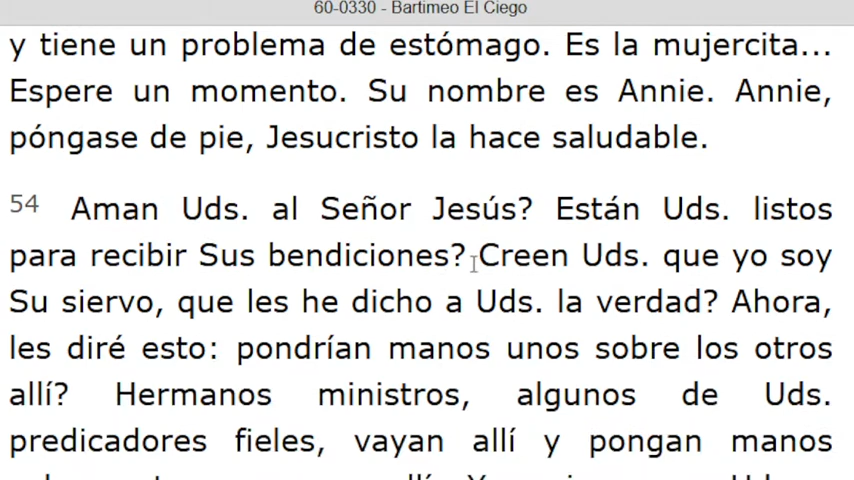 60-0330 - Bartimeo El Ciego
y tiene un problema de estómago. Es la mujercita...
Espere un momento. Su nombre es Annie. Annie,
póngase de pie, Jesucristo la hace saludable.
54 Aman Uds. al Señor Jesús? Están Uds. listos
para recibir Sus bendiciones? Creen Uds. que yo soy
Su siervo, que les he dicho a Uds. la verdad? Ahora,
les diré esto: pondrían manos unos sobre los otros
allí? Hermanos ministros, algunos de Uds.
predicadores fieles, vayan allí y pongan manos